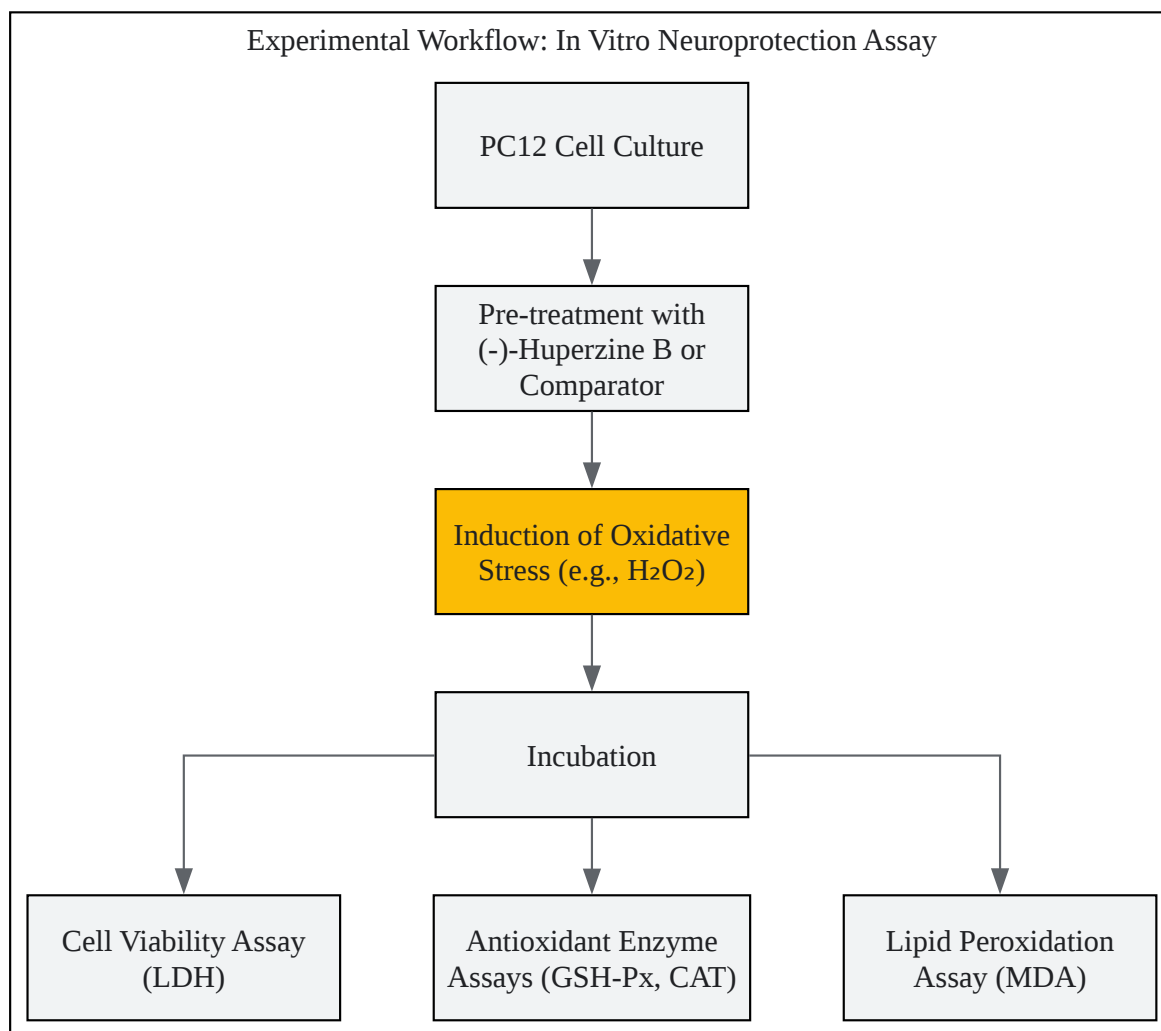 Experimental Workflow: In Vitro Neuroprotection Assay
PC12 Cell Culture
Pre-treatment with
(-)-Huperzine B or
Comparator
Induction of Oxidative
Stress (e.g., H₂O₂)
Incubation
Cell Viability Assay
(LDH)
Antioxidant Enzyme
Assays (GSH-Px, CAT)
Lipid Peroxidation
Assay (MDA)